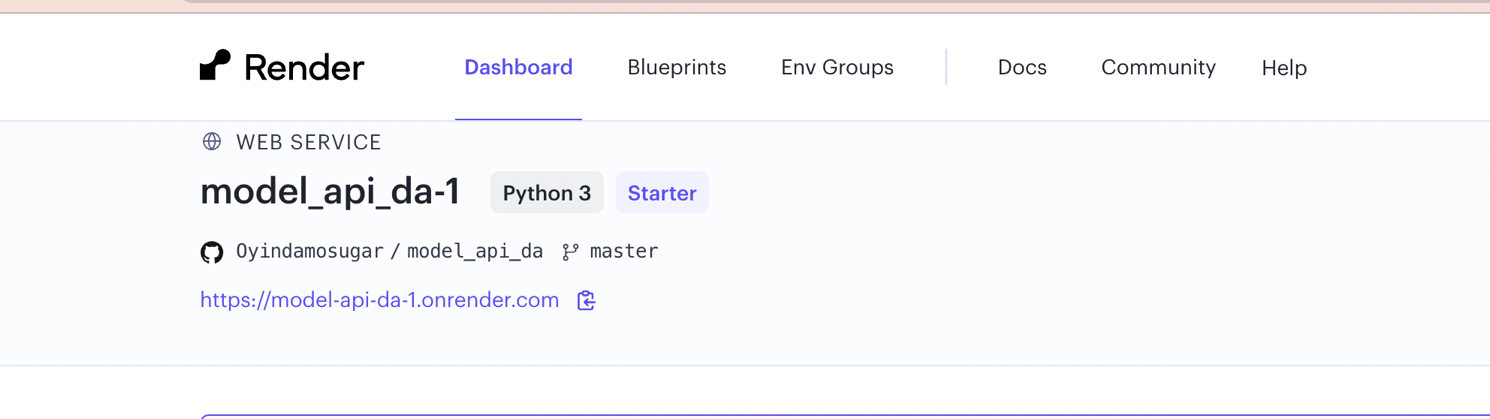 Render Dashboard Blueprints Env Groups Docs Community Help
WEB SERVICE
model_api_da-1 Python 3 Starter
Oyindamosugar / model_api_da master
https://model-api-da-1.onrender.com